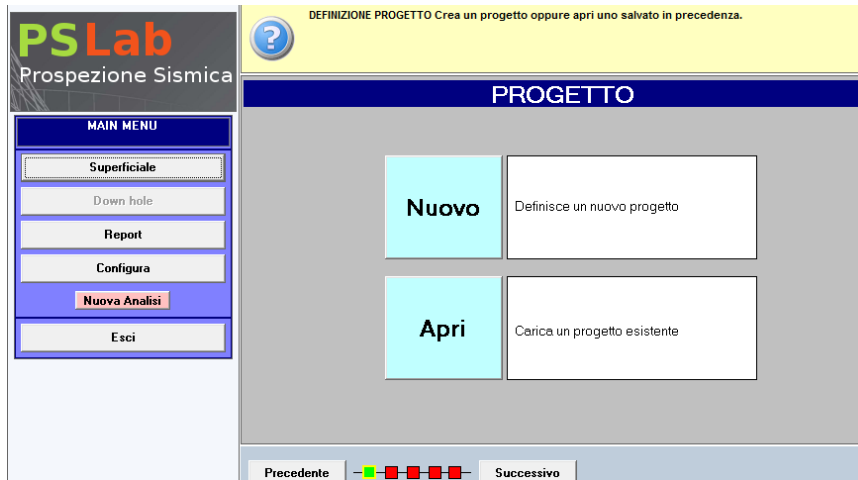 PSLab
Prospezione Sismica
DEFINIZIONE PROGETTO Crea un progetto oppure apri uno salvato in precedenza.
PROGETTO
MAIN MENU
Superficiale
Down hole
Report
Configura
Nuova Analisi
Esci
Nuovo
Definisce un nuovo progetto
Apri
Carica un progetto esistente
Precedente
Successivo